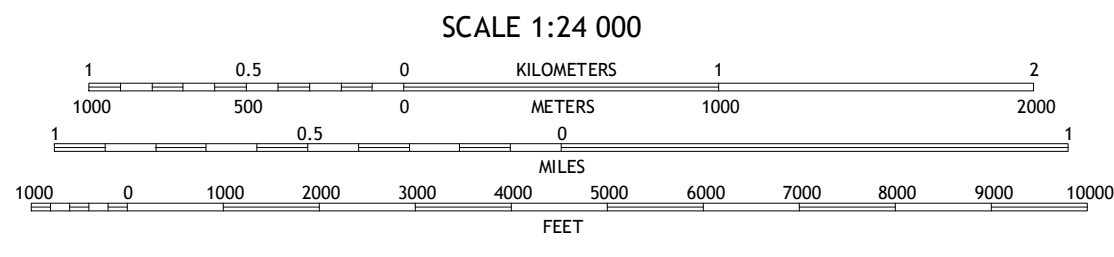 SCALE 1:24 000
1 0.5 0 KILOMETERS 1 2
1000 500 0 METERS 1000 2000
1 0.5 0 1
MILES
1000 0 1000 2000 3000 4000 5000 6000 7000 8000 9000 10000
FEET